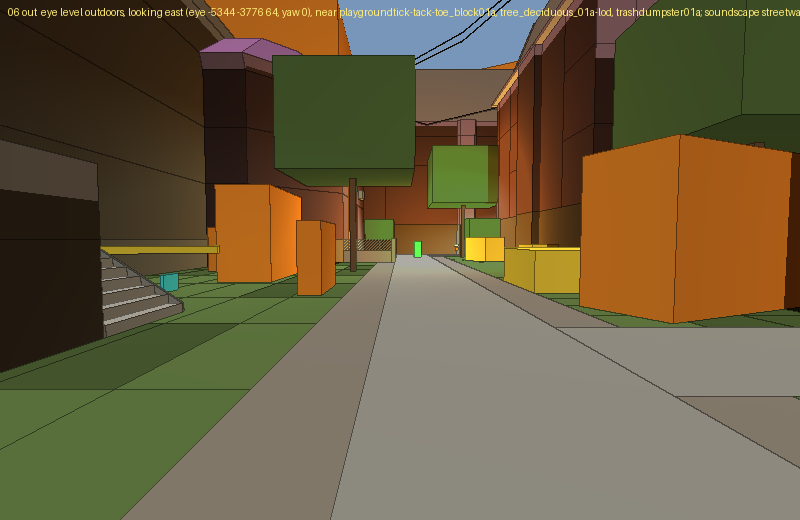 06 out eye level outdoors, looking east (eye -5344 -3776 64, yaw 0), near playgroundtick-tack-toe_block01a, tree_deciduous_01a-lod, trashdumpster01a; soundscape streetwa